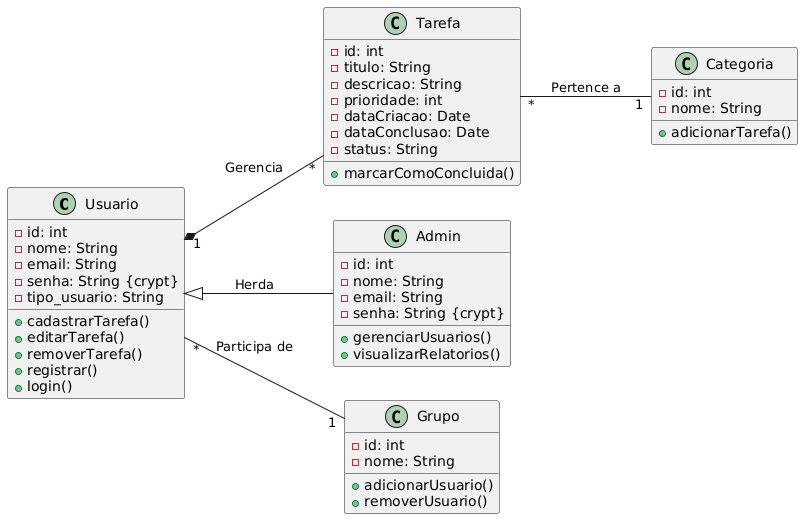 C Tarefa
id: int
titulo: String
descricao: String
prioridade: int
dataCriacao: Date
dataConclusao: Date
status: String
marcarComoConcluida()
C Categoria
id: int
nome: String
adicionarTarefa()
Pertence a
*
1
Gerencia
*
1
C Usuario
id: int
nome: String
email: String
senha: String {crypt}
tipo_usuario: String
cadastrarTarefa()
editarTarefa()
removerTarefa()
registrar()
login()
C Admin
id: int
nome: String
email: String
senha: String {crypt}
gerenciarUsuarios()
visualizarRelatorios()
Herda
Participa de
*
1
C Grupo
id: int
nome: String
adicionarUsuario()
removerUsuario()